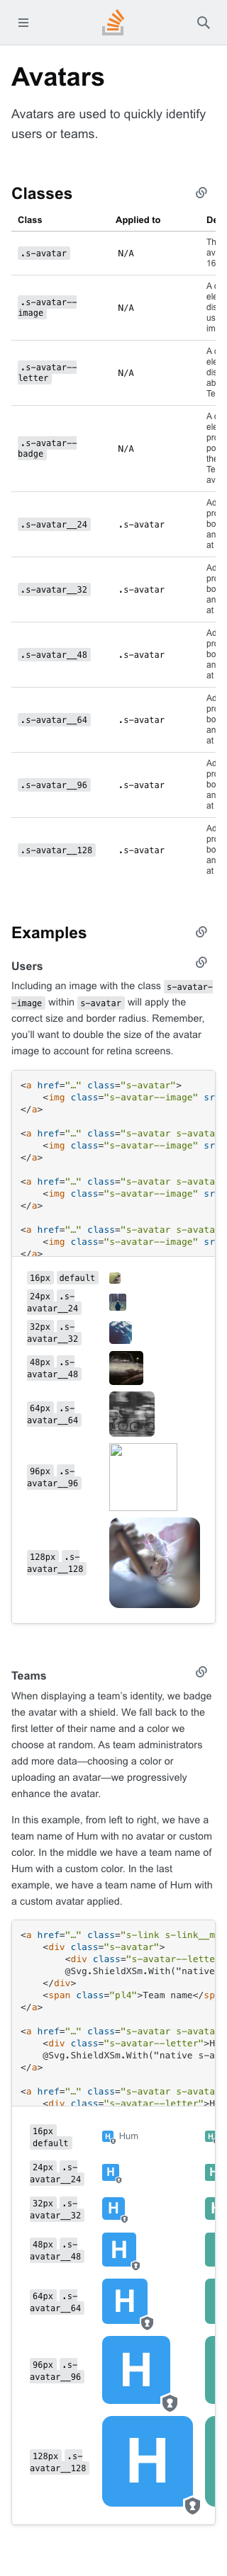 Avatars
Avatars are used to quickly identify
users or teams.
Classes
Class Applied to De
.s-avatar N/A Th
av
16
.s-avatar--
image N/A A c
ele
dis
us
im
.s-avatar--
letter N/A A c
ele
dis
ab
Te
.s-avatar--
badge N/A A c
ele
pro
po
the
Te
av
.s-avatar__24 .s-avatar Ad
pro
bo
an
at
.s-avatar__32 .s-avatar Ad
pro
bo
an
at
.s-avatar__48 .s-avatar Ad
pro
bo
an
at
.s-avatar__64 .s-avatar Ad
pro
bo
an
at
.s-avatar__96 .s-avatar Ad
pro
bo
an
at
.s-avatar__128 .s-avatar Ad
pro
bo
an
at
Examples
Users
Including an image with the class .s-avatar-
-image within .s-avatar will apply the
correct size and border radius. Remember,
you’ll want to double the size of the avatar
image to account for retina screens.
<a href="…" class="s-avatar">
<img class="s-avatar--image" sr
</a>
<a href="…" class="s-avatar s-avata
<img class="s-avatar--image" sr
</a>
<a href="…" class="s-avatar s-avata
<img class="s-avatar--image" sr
</a>
<a href="…" class="s-avatar s-avata
<img class="s-avatar--image" sr
</a>
16px default
24px .s-
avatar__24
32px .s-
avatar__32
48px .s-
avatar__48
64px .s-
avatar__64
96px .s-
avatar__96
128px .s-
avatar__128
Teams
When displaying a team’s identity, we badge
the avatar with a shield. We fall back to the
first letter of their name and a color we
choose at random. As team administrators
add more data—choosing a color or
uploading an avatar—we progressively
enhance the avatar.
In this example, from left to right, we have a
team name of Hum with no avatar or custom
color. In the middle we have a team name of
Hum with a custom color. In the last
example, we have a team name of Hum with
a custom avatar applied.
<a href="…" class="s-link s-link__m
<div class="s-avatar">
<div class="s-avatar--lette
@Svg.ShieldXSm.With("native
</div>
<span class="pl4">Team name</sp
</a>
<a href="…" class="s-avatar s-avata
<div class="s-avatar--letter">H
@Svg.ShieldXSm.With("native s-a
</a>
<a href="…" class="s-avatar s-avata
<div class="s-avatar--letter">H
16px
default H Hum H
24px .s-
avatar__24 H
32px .s-
avatar__32 H
48px .s-
avatar__48 H
64px .s-
avatar__64 H
96px .s-
avatar__96 H
128px .s-
avatar__128 H